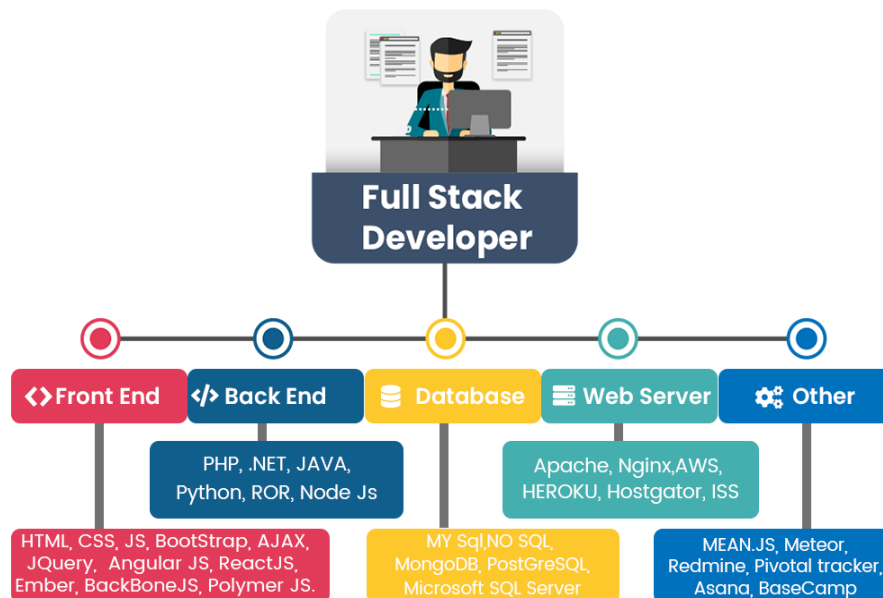 Full Stack
Developer
Front End
Back End
Database
Web Server
Other
PHP, .NET, JAVA,
Python, ROR, Node Js
Apache, Nginx,AWS,
HEROKU, Hostgator, ISS
HTML, CSS, JS, BootStrap, AJAX,
JQuery, Angular JS, ReactJS,
Ember, BackBoneJS, Polymer JS.
MY Sql,NO SQL,
MongoDB, PostGreSQL,
Microsoft SQL Server
MEAN.JS, Meteor,
Redmine, Pivotal tracker,
Asana, BaseCamp